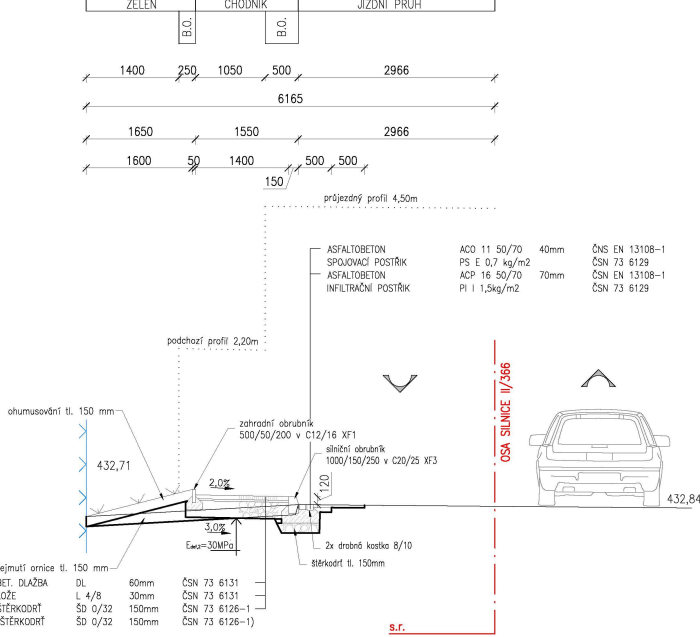 ZELEŇ CHODNÍK JÍZDNÍ PRUH
B.O. B.O.
1400 250 1050 500 2966
6165
1650 1550 2966
1600 50 1400 500 500
150
průjezdný profil 4,50m
ASFALTOBETON ACO 11 50/70 40mm ČNS EN 13108-1
SPOJOVACÍ POSTŘIK PS E 0,7 kg/m2 ČSN 73 6129
ASFALTOBETON ACP 16 50/70 70mm ČSN EN 13108-1
INFILTRAČNÍ POSTŘIK PI I 1,5kg/m2 ČSN 73 6129
podchozí profil 2,20m
OSA SILNICE II/366
ohumusování tl. 150 mm
zahradní obrubník
500/50/200 v C12/16 XF1
silniční obrubník
1000/150/250 v C20/25 XF3
432,71
2,0%
120
432,84
3,0%
=30MPa
2x drobná kostka 8/10
štěrkodrť tl. 150mm
ejmutí ornice tl. 150 mm
BET. DLAŽBA DL 60mm ČSN 73 6131
OŽE L 4/8 30mm ČSN 73 6131
ŠTĚRKODRŤ ŠD 0/32 150mm ČSN 73 6126-1
ŠTĚRKODRŤ ŠD 0/32 150mm ČSN 73 6126-1)
s.r.